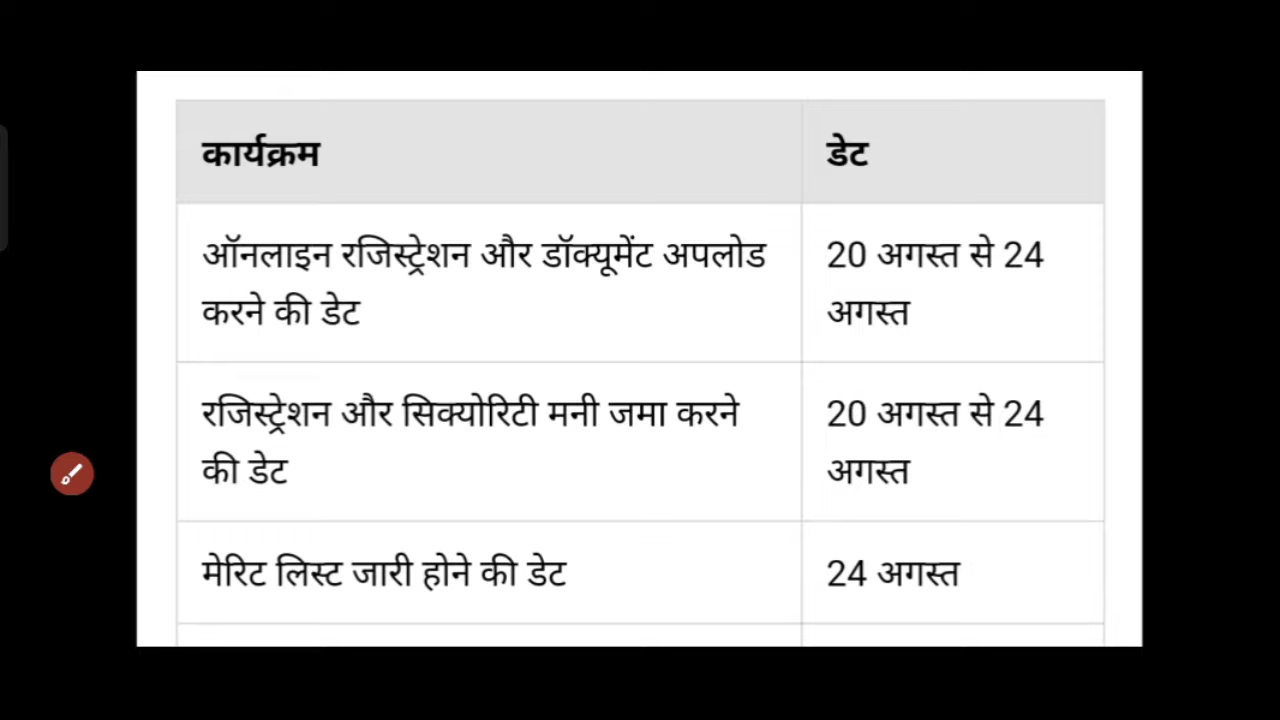 कार्यक्रम
डेट
ऑनलाइन रजिस्ट्रेशन और डॉक्यूमेंट अपलोड
करने की डेट
20 अगस्त से 24
अगस्त
रजिस्ट्रेशन और सिक्योरिटी मनी जमा करने
की डेट
20 अगस्त से 24
अगस्त
मेरिट लिस्ट जारी होने की डेट
24 अगस्त